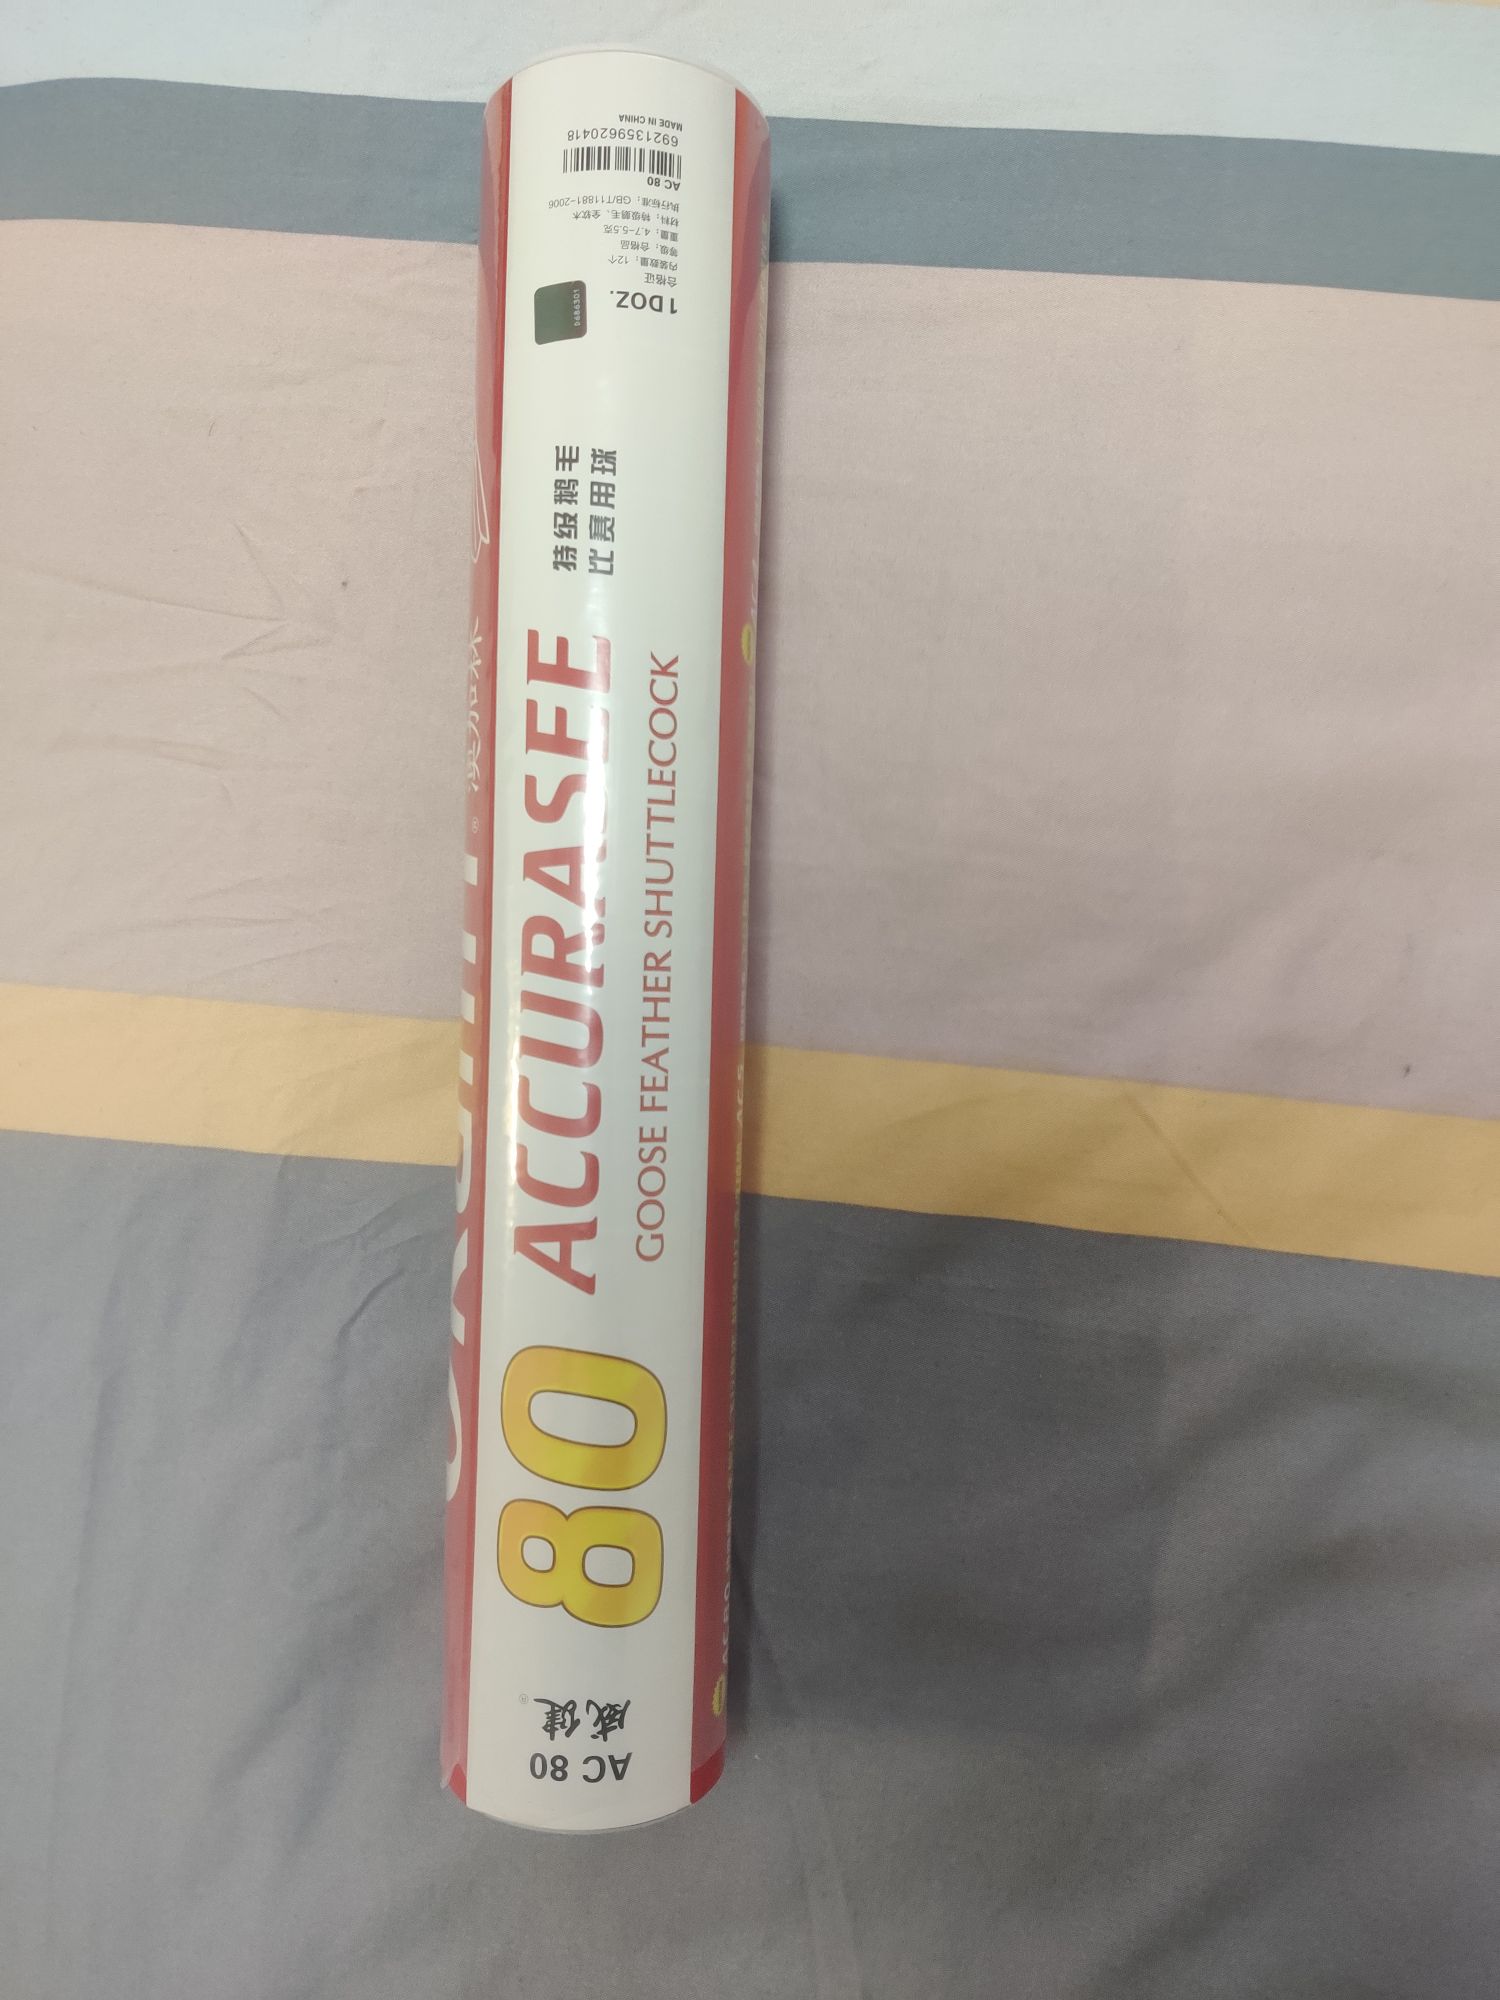 AC 80
威健®
80
ACCURASEE
GOOSE FEATHER SHUTTLECOCK
特级鹅毛
比赛用球
1 DOZ.
合格证
内装数量：12个
等级：合格品
重量：4.7-5.5克
材料：特级鹅毛、全软木
执行标准：GB/T11881-2006
AC 80
6921359620418
MADE IN CHINA
D686301